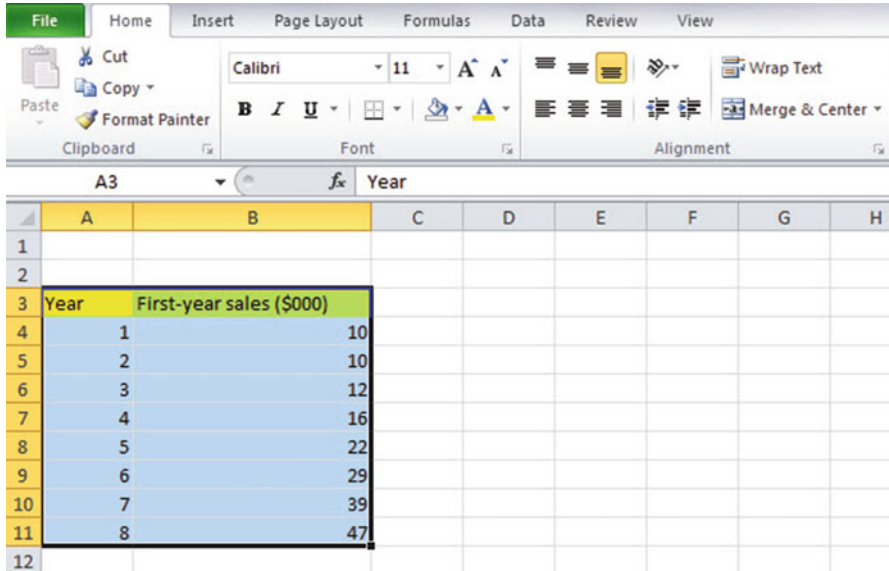 File Home Insert Page Layout Formulas Data Review View
Cut
Copy
Format Painter
Paste
Calibri 11 A A
B I U A
Wrap Text
Merge & Center
Clipboard Font Alignment
A3 fx Year
A B C D E F G H
1
2
3 Year First-year sales ($000)
4 1 10
5 2 10
6 3 12
7 4 16
8 5 22
9 6 29
10 7 39
11 8 47
12